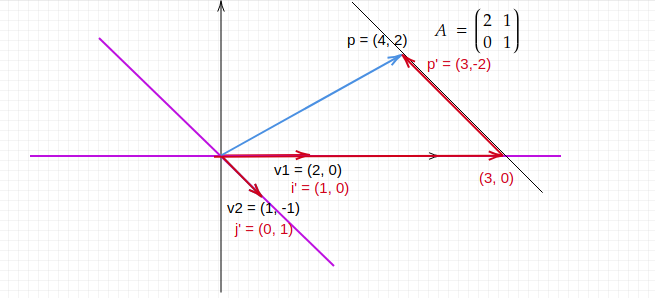 p = (4, 2)
A = (2 1
0 1)
p' = (3,-2)
v1 = (2, 0)
i' = (1, 0)
(3, 0)
v2 = (1, -1)
j' = (0, 1)